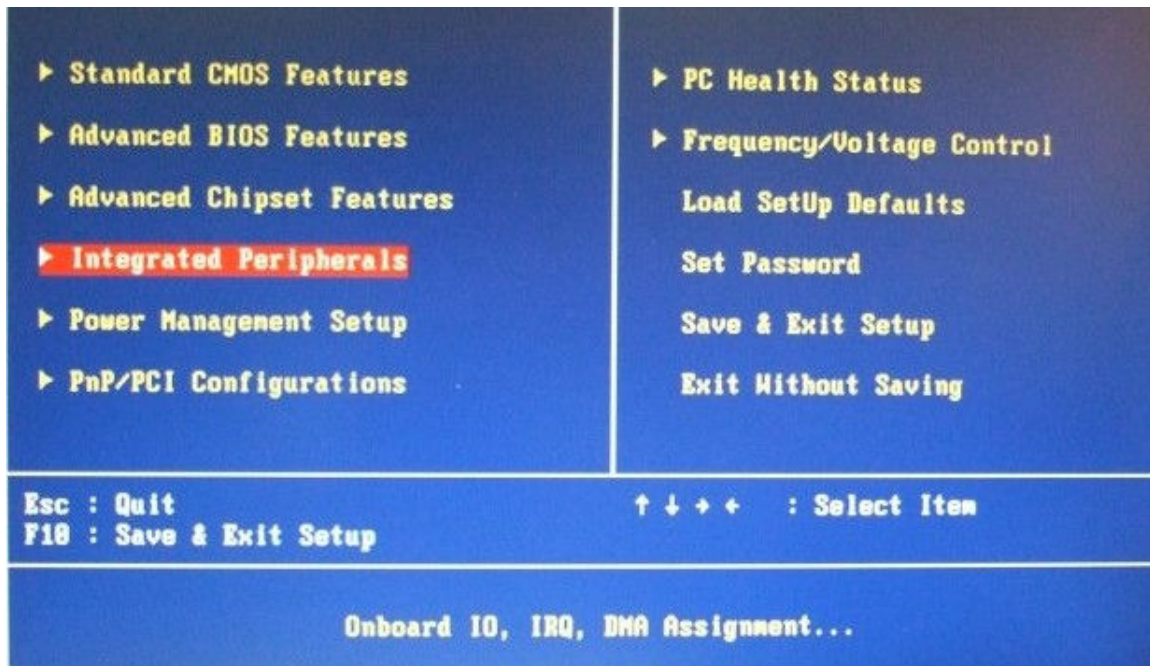 ▶ Standard CMOS Features
▶ Advanced BIOS Features
▶ Advanced Chipset Features
▶ Integrated Peripherals
▶ Power Management Setup
▶ PnP/PCI Configurations
▶ PC Health Status
▶ Frequency/Voltage Control
Load SetUp Defaults
Set Password
Save & Exit Setup
Exit Without Saving
Esc : Quit
F10 : Save & Exit Setup
↑ ↓ → ← : Select Item
Onboard IO, IRQ, DMA Assignment...